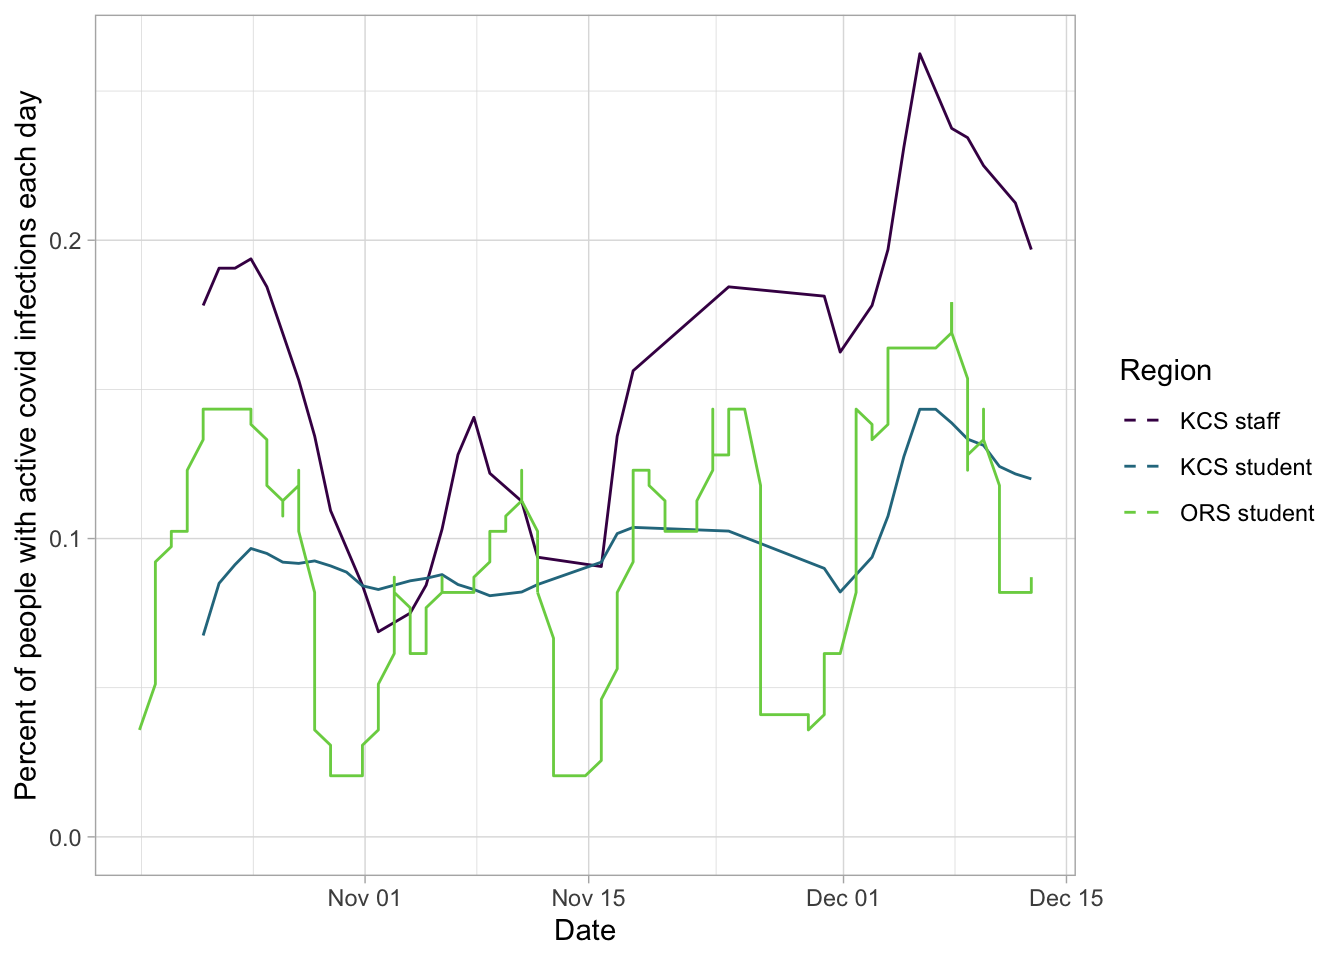 Percent of people with active covid infections each day
0.2
0.1
0.0
Nov 01
Nov 15
Dec 01
Dec 15
Date
Region
KCS staff
KCS student
ORS student